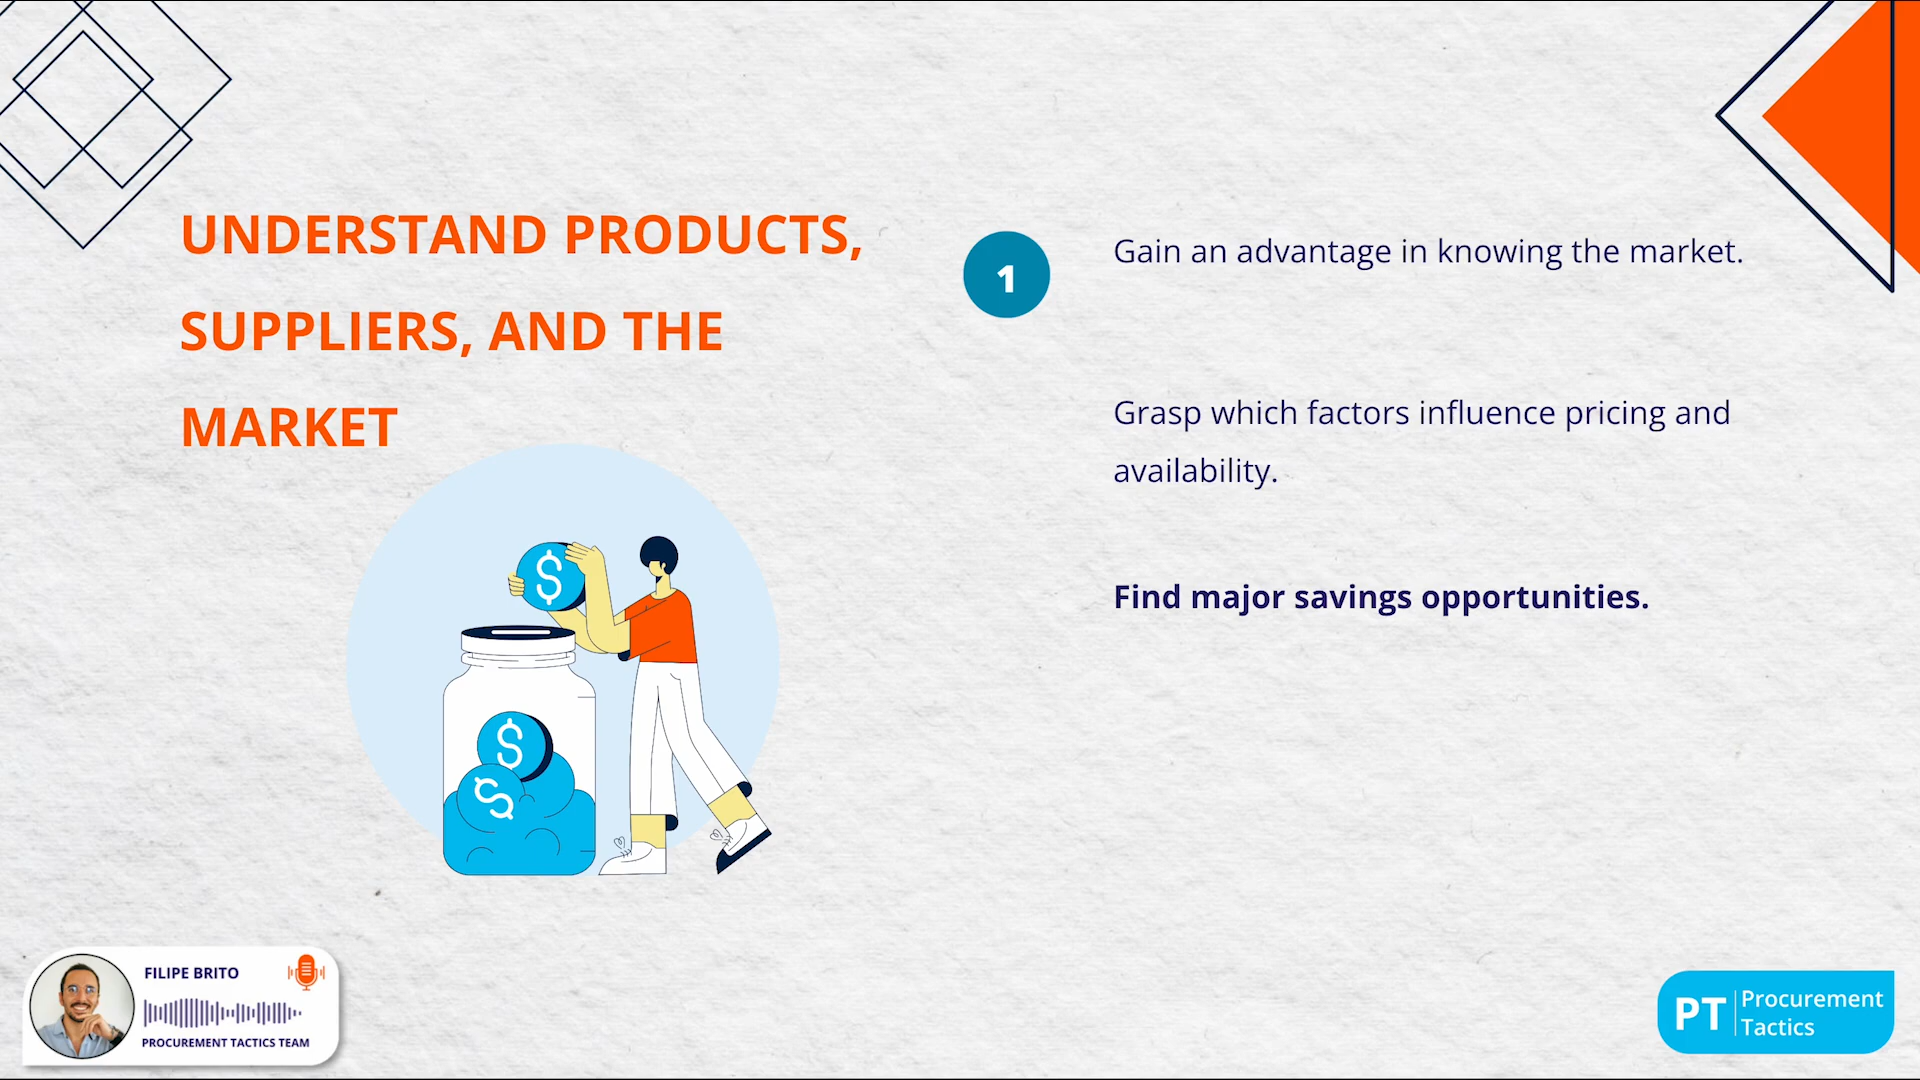 UNDERSTAND PRODUCTS,
SUPPLIERS, AND THE
MARKET
1
Gain an advantage in knowing the market.
Grasp which factors influence pricing and
availability.
Find major savings opportunities.
$
$
$
FILIPE BRITO
PROCUREMENT TACTICS TEAM
PT Procurement
Tactics